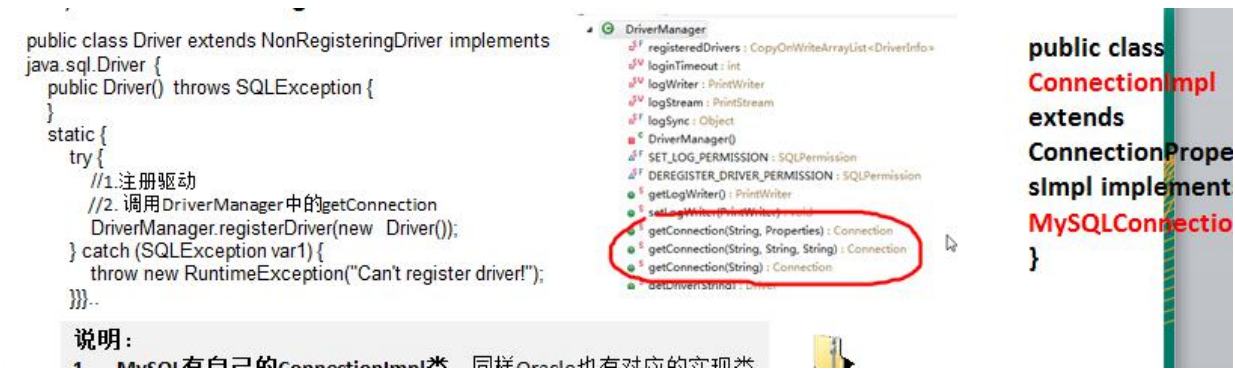 public class Driver extends NonRegisteringDriver implements
java.sql.Driver {
public Driver() throws SQLException {
}
static {
try {
//1.注册驱动
//2. 调用DriverManager中的getConnection
DriverManager.registerDriver(new Driver());
} catch (SQLException var1) {
throw new RuntimeException("Can't register driver!");
}}}..
DriverManager
registeredDrivers : CopyOnWriteArrayList<DriverInfo>
loginTimeout : int
logWriter : PrintWriter
logStream : PrintStream
logSync : Object
DriverManager()
SET_LOG_PERMISSION : SQLPermission
DEREGISTER_DRIVER_PERMISSION : SQLPermission
getLogWriter() : PrintWriter
setLogWriter(PrintWriter) : void
getConnection(String, Properties) : Connection
getConnection(String, String, String) : Connection
getConnection(String) : Connection
getDriver(String) : Driver
public class
ConnectionImpl
extends
ConnectionPrope
sImpl implement
MySQLConnectio
}
说明：
1. MySQL有自己的ConnectionImpl类，同样Oracle也有对应的实现类